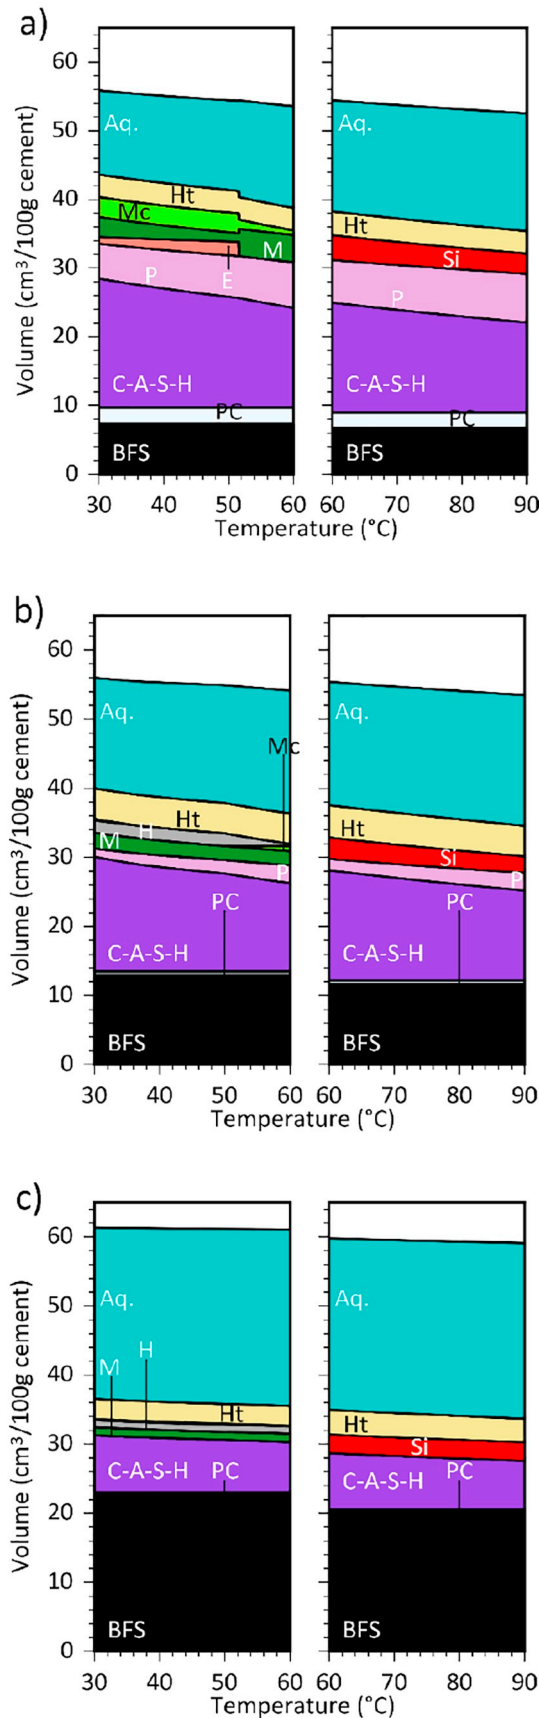 a)
Volume (cm³/100g cement)
60
50
40
30
20
10
0
Aq.
Ht
Mc
M
P
E
C-A-S-H
PC
BFS
30 40 50 60
Temperature (°C)
Aq.
Ht
Si
P
C-A-S-H
PC
BFS
60 70 80 90
Temperature (°C)
b)
Volume (cm³/100g cement)
60
50
40
30
20
10
0
Aq.
Mc
Ht
H
M
P
PC
C-A-S-H
BFS
30 40 50 60
Temperature (°C)
Aq.
Ht
Si
P
PC
C-A-S-H
BFS
60 70 80 90
Temperature (°C)
c)
Volume (cm³/100g cement)
60
50
40
30
20
10
0
Aq.
H
M
Ht
C-A-S-H PC
BFS
30 40 50 60
Temperature (°C)
Aq.
Ht
Si
C-A-S-H PC
BFS
60 70 80 90
Temperature (°C)